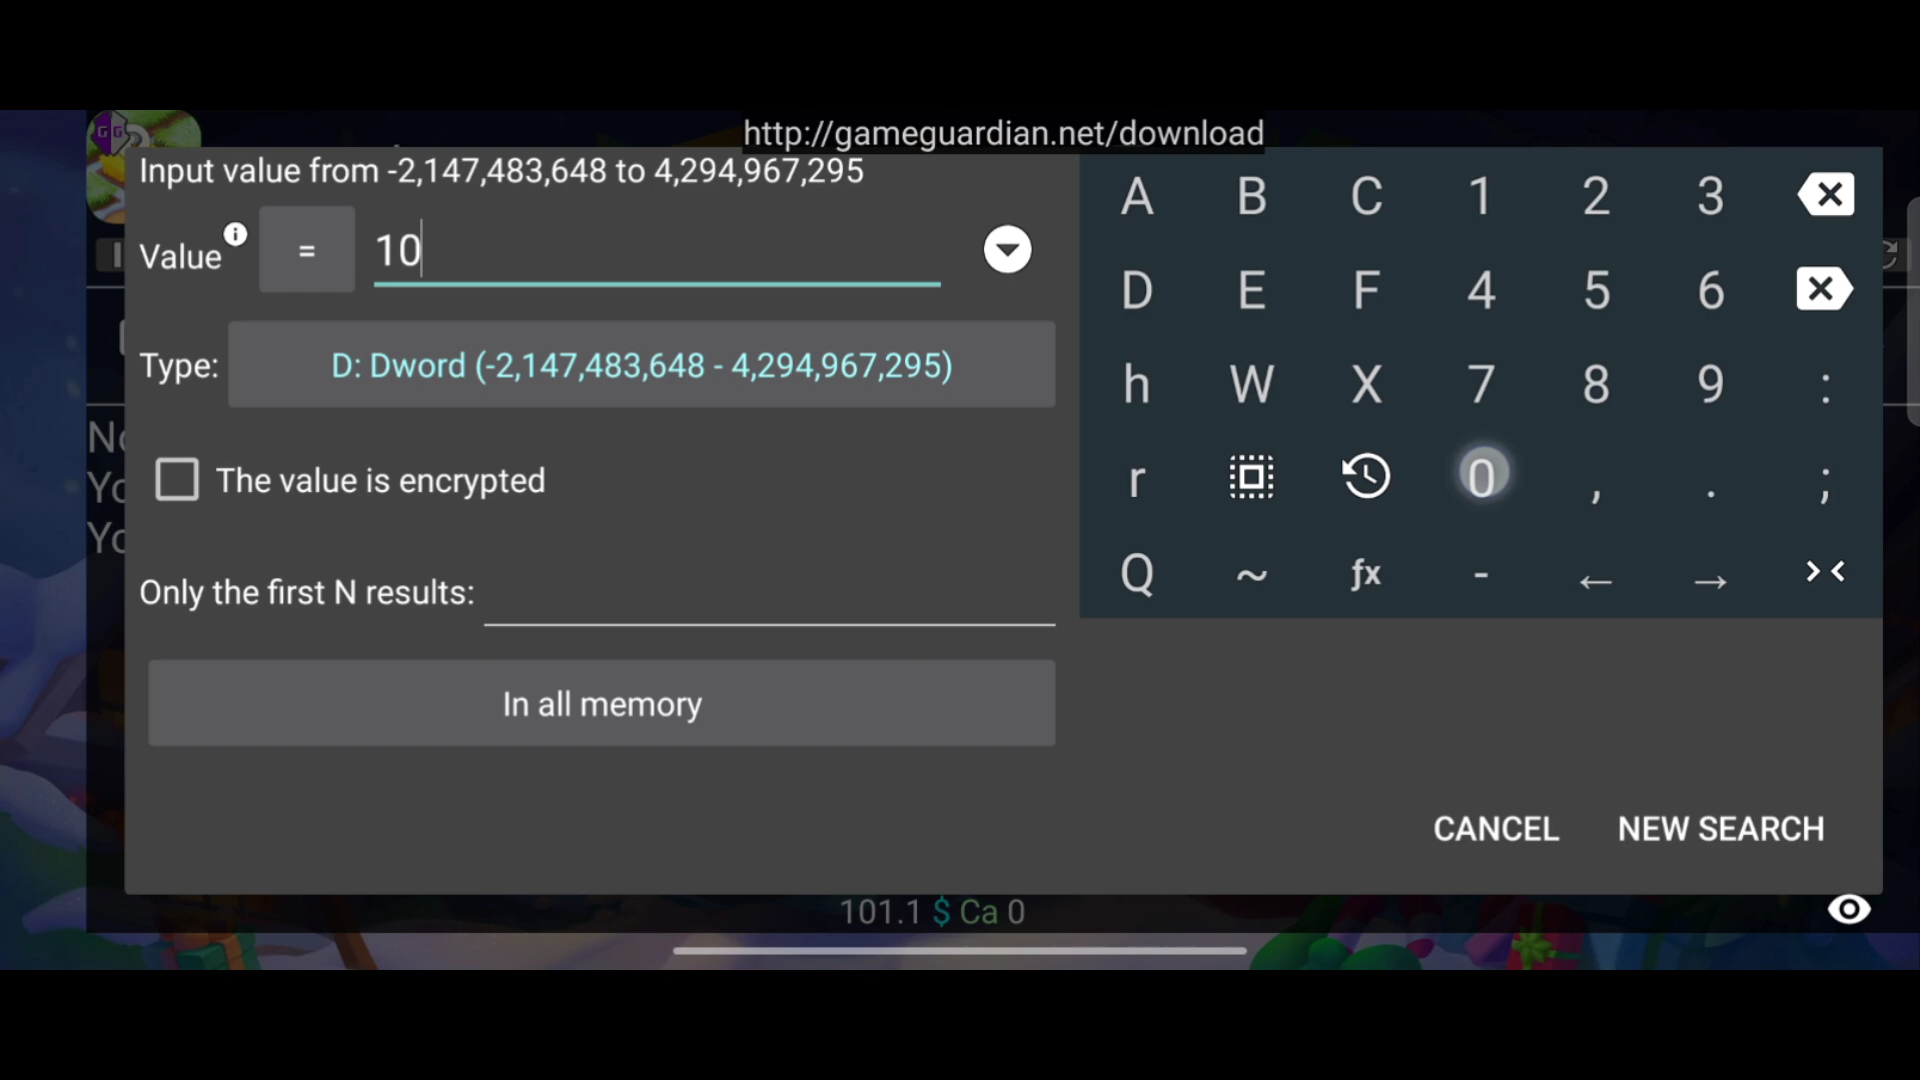 http://gameguardian.net/download
GG
Input value from -2,147,483,648 to 4,294,967,295
Value i = 10
Type: D: Dword (-2,147,483,648 - 4,294,967,295)
The value is encrypted
Only the first N results:
In all memory
A B C 1 2 3
D E F 4 5 6
h W X 7 8 9 :
r 0 , . ;
Q ~ ƒx - ← → > <
CANCEL NEW SEARCH
101.1 $ Ca 0